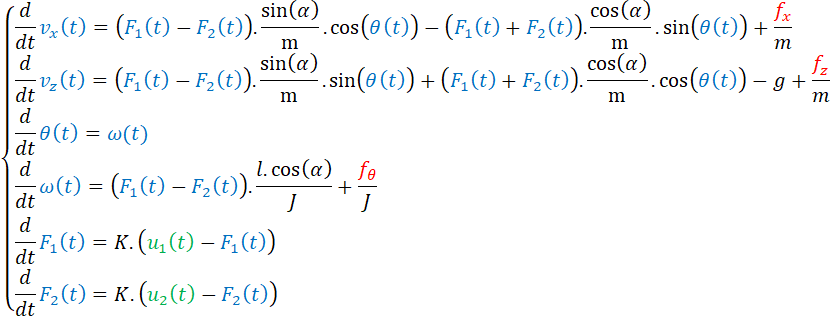 d/dt v_x(t) = (F_1(t) − F_2(t)).sin(α)/m.cos(θ(t)) − (F_1(t) + F_2(t)).cos(α)/m.sin(θ(t)) + f_x/m
d/dt v_z(t) = (F_1(t) − F_2(t)).sin(α)/m.sin(θ(t)) + (F_1(t) + F_2(t)).cos(α)/m.cos(θ(t)) − g + f_z/m
d/dt θ(t) = ω(t)
d/dt ω(t) = (F_1(t) − F_2(t)).l.cos(α)/J + f_θ/J
d/dt F_1(t) = K.(u_1(t) − F_1(t))
d/dt F_2(t) = K.(u_2(t) − F_2(t))